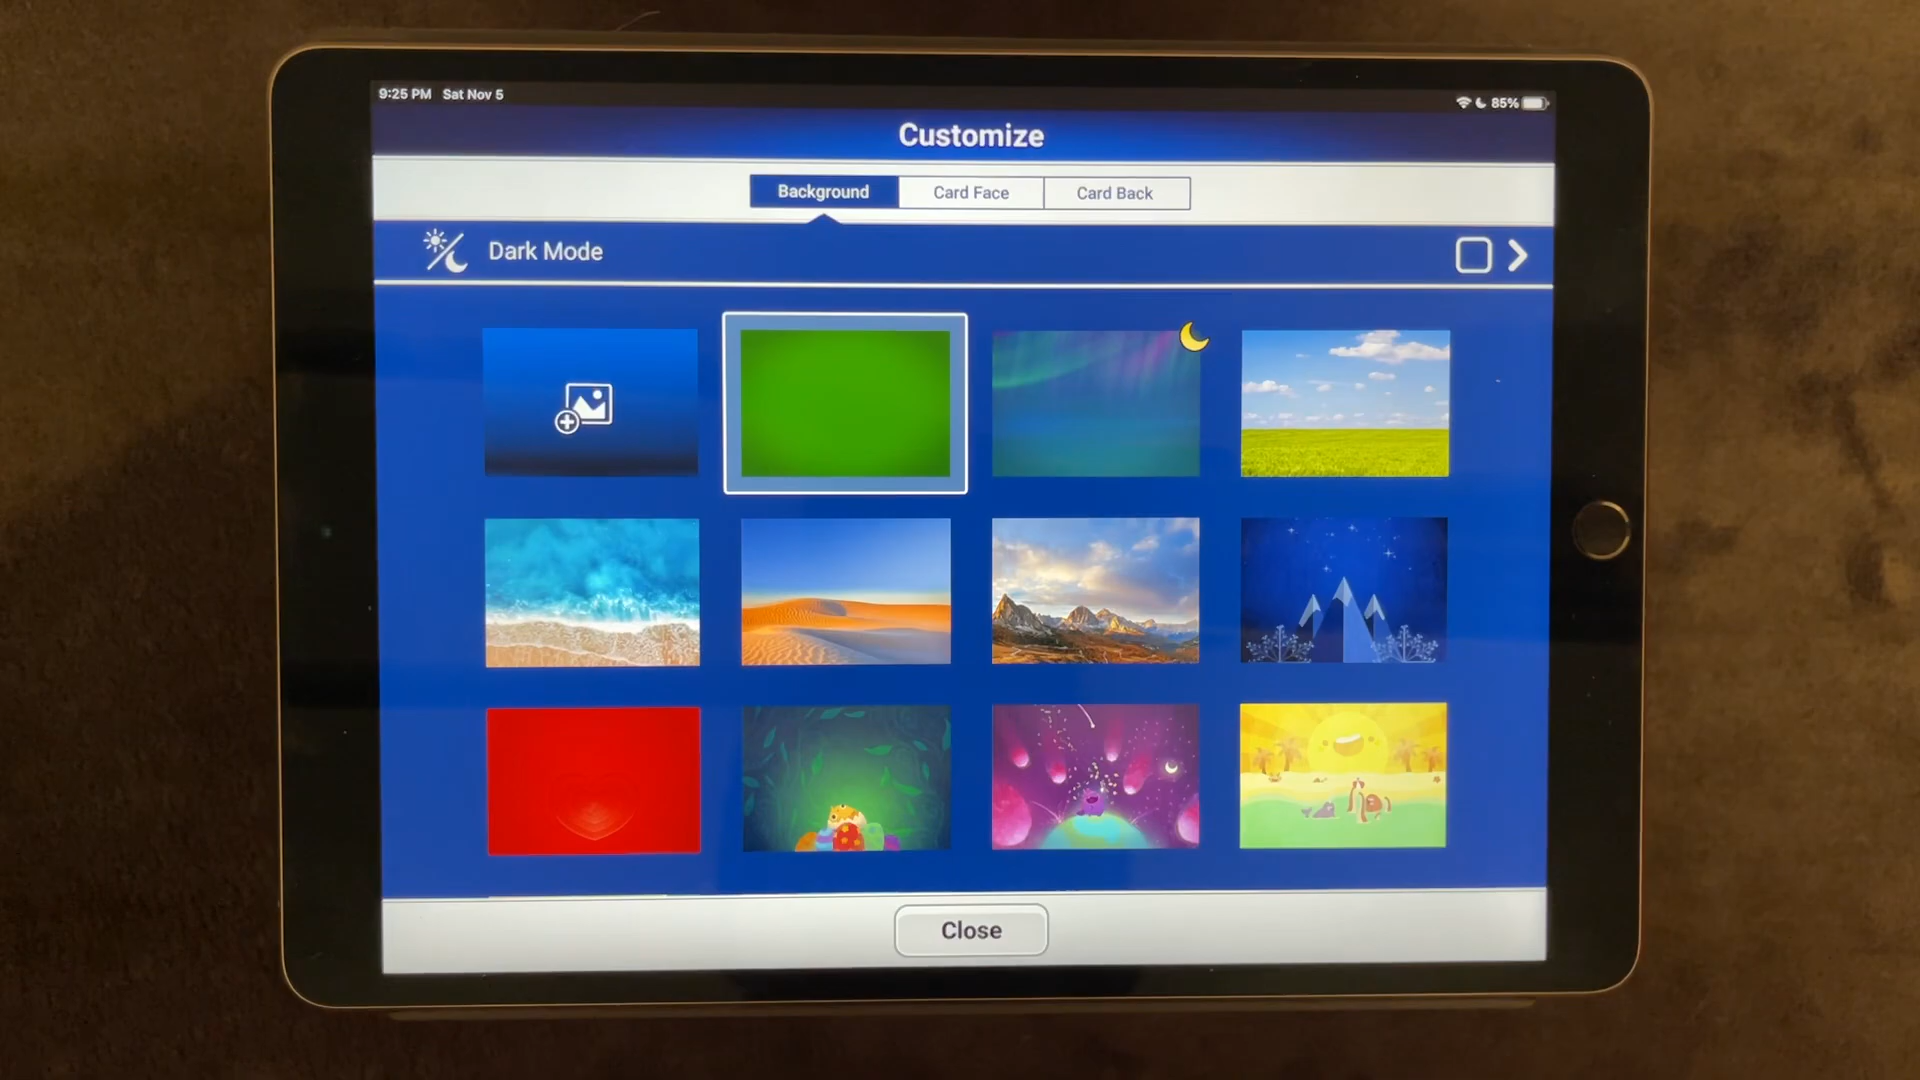 9:25 PM Sat Nov 5
85%
Customize
Background
Card Face
Card Back
Dark Mode
Close